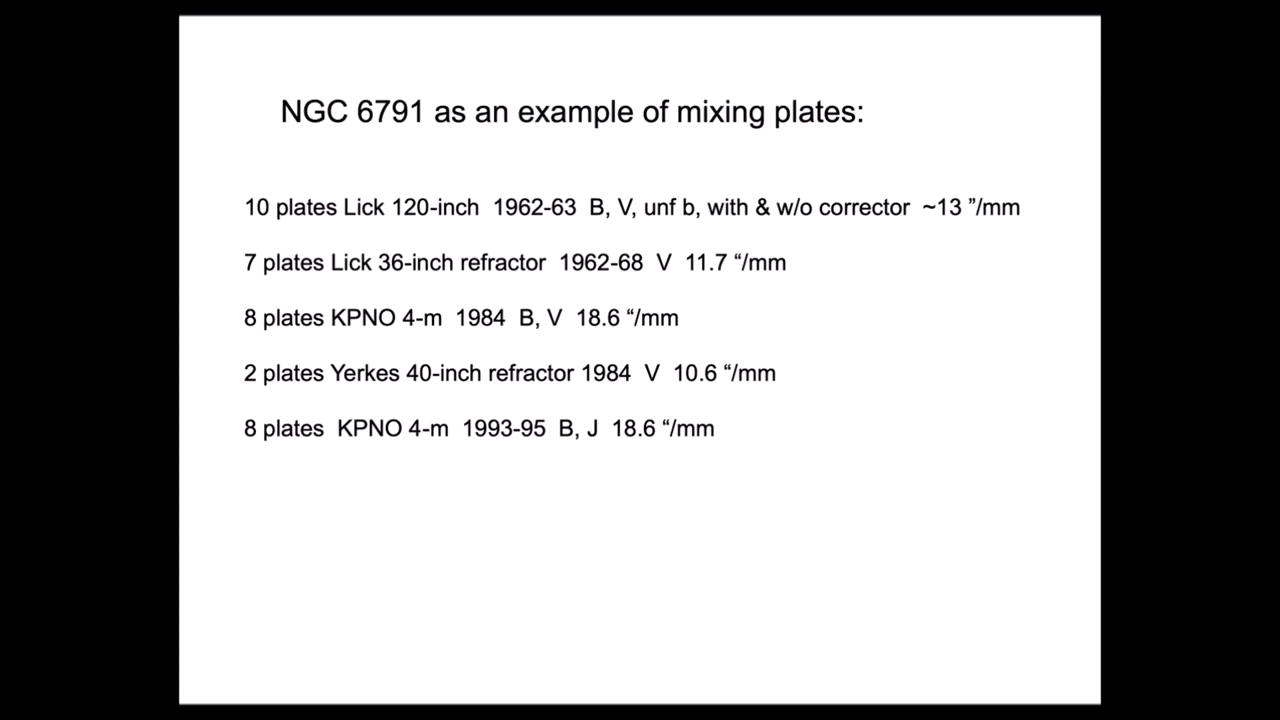 NGC 6791 as an example of mixing plates:
10 plates Lick 120-inch 1962-63 B, V, unf b, with & w/o corrector ~13 ”/mm
7 plates Lick 36-inch refractor 1962-68 V 11.7 “/mm
8 plates KPNO 4-m 1984 B, V 18.6 “/mm
2 plates Yerkes 40-inch refractor 1984 V 10.6 “/mm
8 plates KPNO 4-m 1993-95 B, J 18.6 “/mm